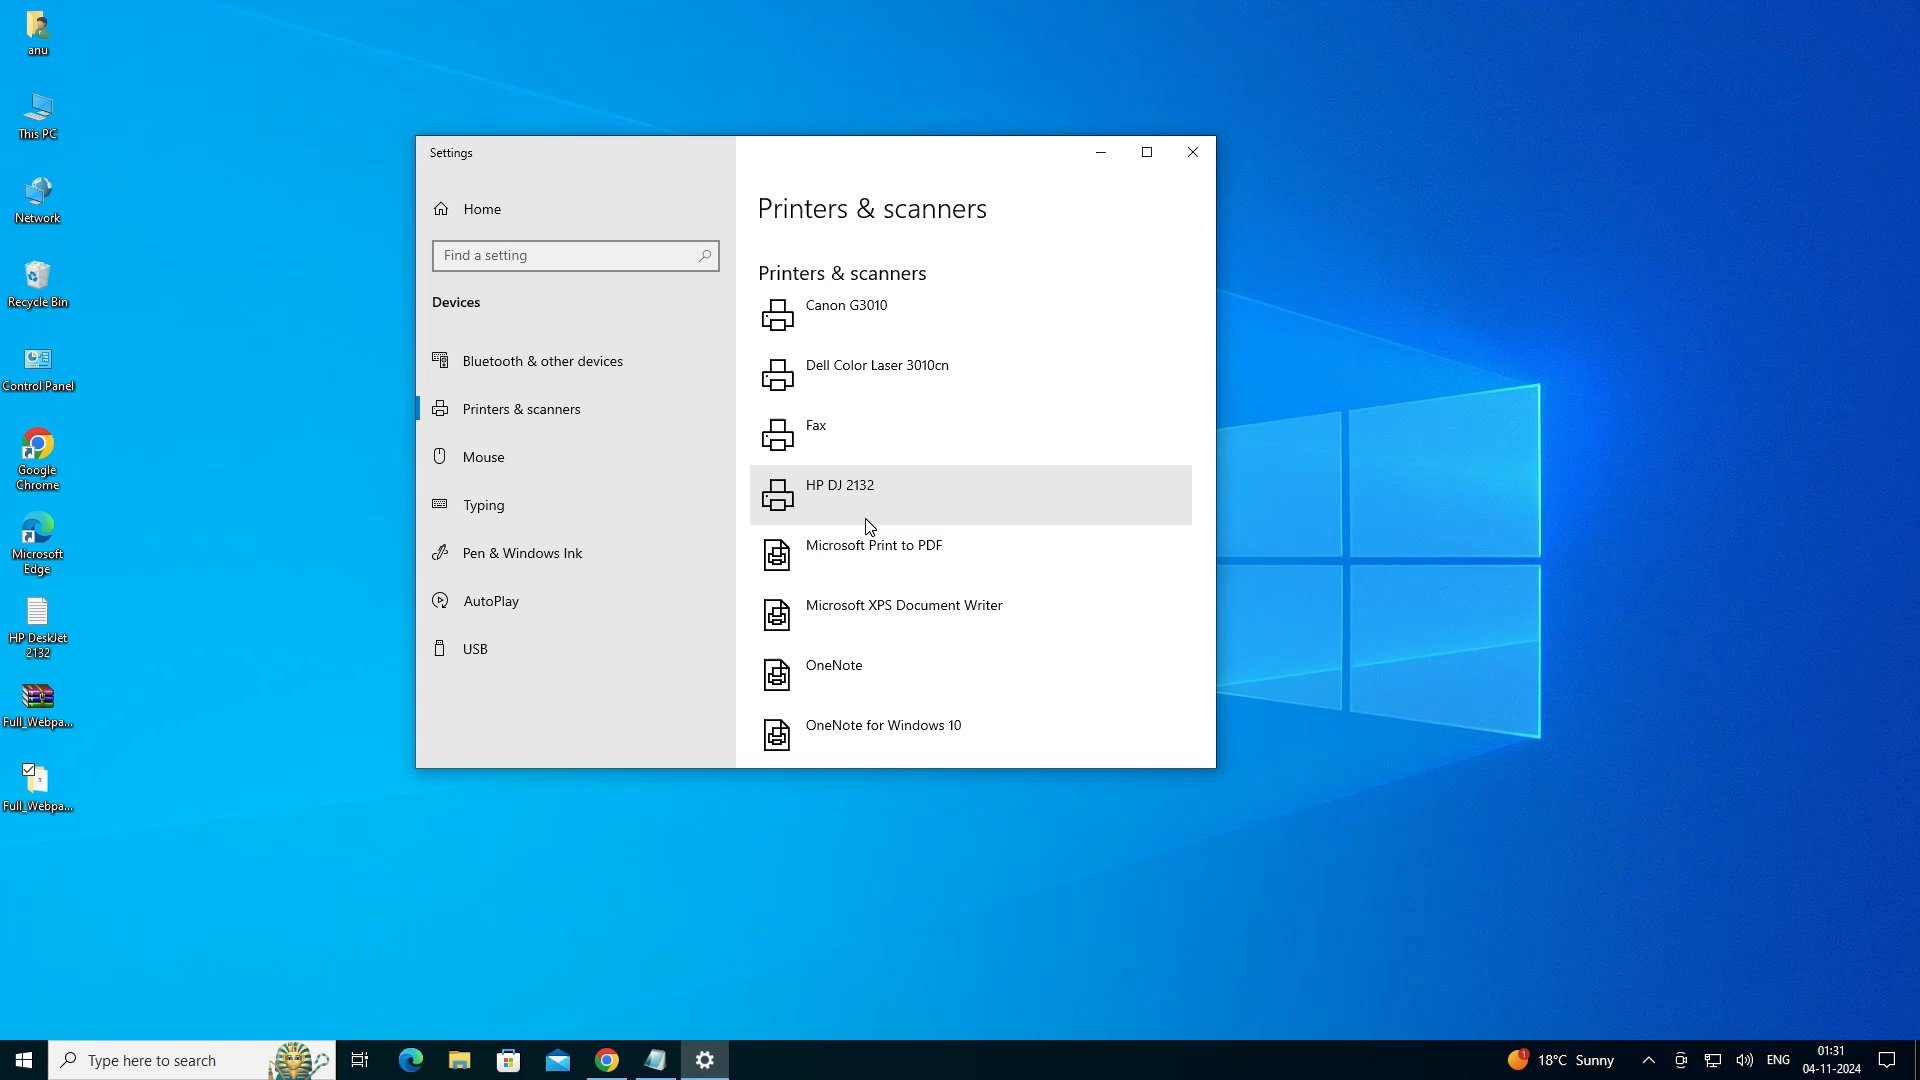 anu
This PC
Network
Recycle Bin
Control Panel
Google
Chrome
Microsoft
Edge
HP DeskJet
2132
Full_Webpa...
Full_Webpa...
Settings
Home
Find a setting
Devices
Bluetooth & other devices
Printers & scanners
Mouse
Typing
Pen & Windows Ink
AutoPlay
USB
Printers & scanners
Printers & scanners
Canon G3010
Dell Color Laser 3010cn
Fax
HP DJ 2132
Microsoft Print to PDF
Microsoft XPS Document Writer
OneNote
OneNote for Windows 10
Type here to search
1
18°C Sunny
ENG
01:31
04-11-2024